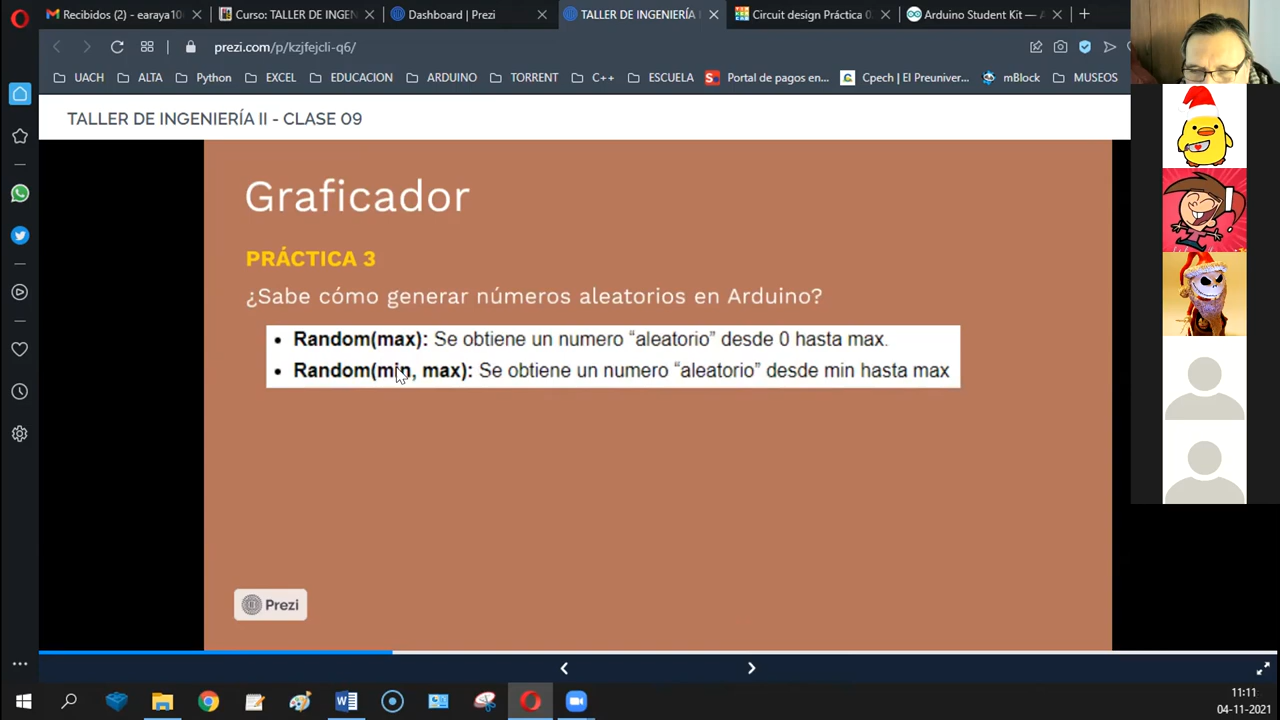 Recibidos (2) - earaya10
Curso: TALLER DE INGEN
Dashboard | Prezi
TALLER DE INGENIERÍA I
Circuit design Práctica 0
Arduino Student Kit — A
prezi.com/p/kzjfejcli-q6/
UACH
ALTA
Python
EXCEL
EDUCACION
ARDUINO
TORRENT
C++
ESCUELA
Portal de pagos en...
Cpech | El Preuniver...
mBlock
MUSEOS
TALLER DE INGENIERÍA II - CLASE 09
Graficador
PRÁCTICA 3
¿Sabe cómo generar números aleatorios en Arduino?
• Random(max): Se obtiene un numero “aleatorio” desde 0 hasta max.
• Random(min, max): Se obtiene un numero “aleatorio” desde min hasta max
Prezi
11:11
04-11-2021